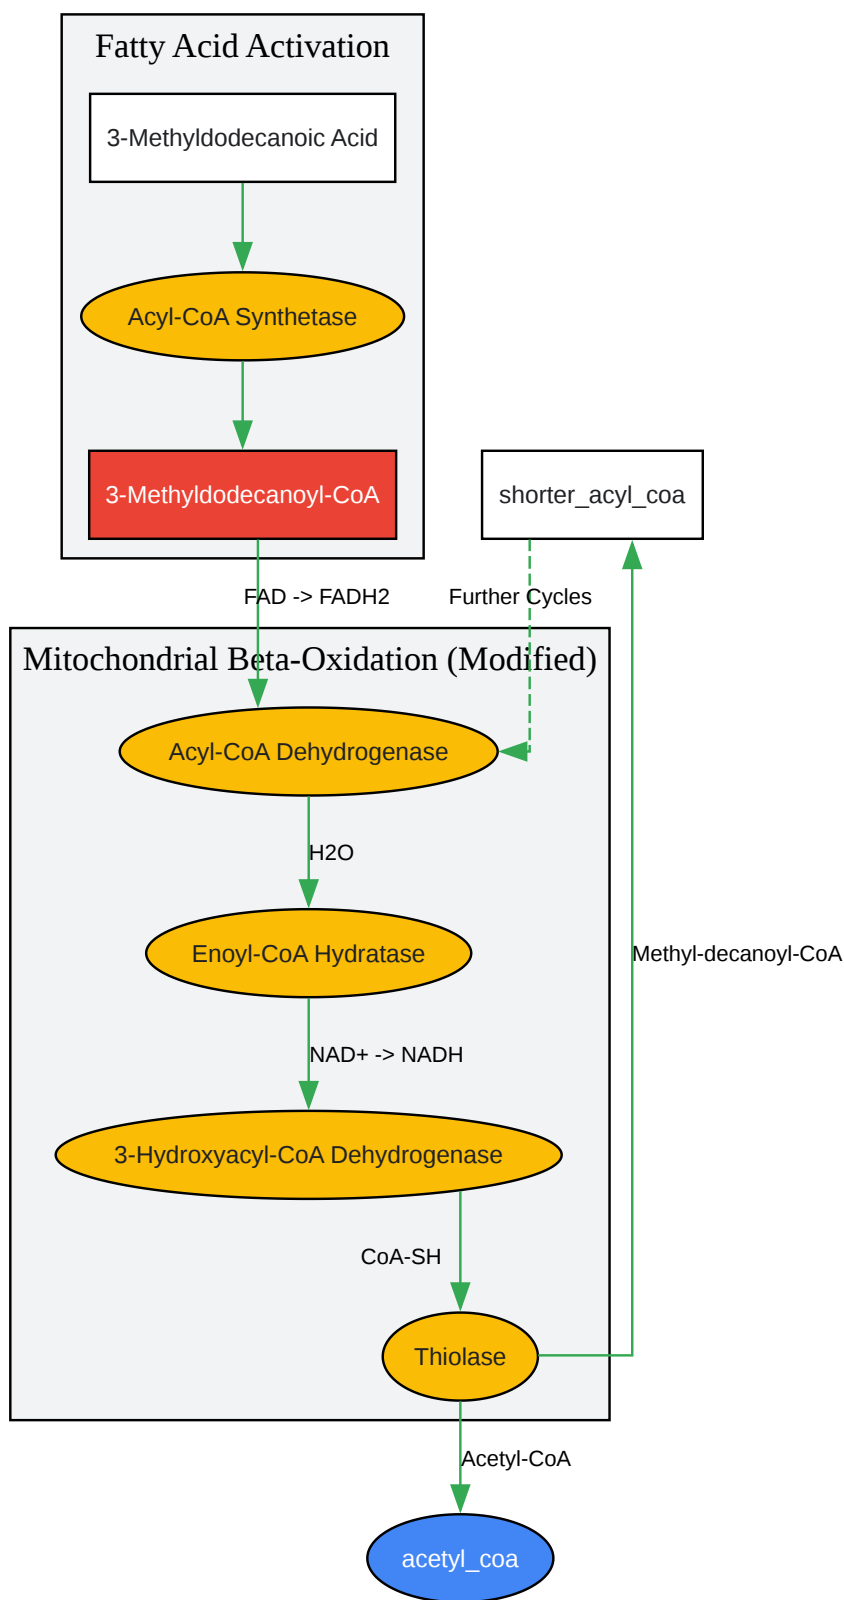 Fatty Acid Activation
3-Methyldodecanoic Acid
Acyl-CoA Synthetase
3-Methyldodecanoyl-CoA
shorter_acyl_coa
FAD -> FADH2
Further Cycles
Mitochondrial Beta-Oxidation (Modified)
Acyl-CoA Dehydrogenase
H2O
Enoyl-CoA Hydratase
Methyl-decanoyl-CoA
NAD+ -> NADH
3-Hydroxyacyl-CoA Dehydrogenase
CoA-SH
Thiolase
Acetyl-CoA
acetyl_coa